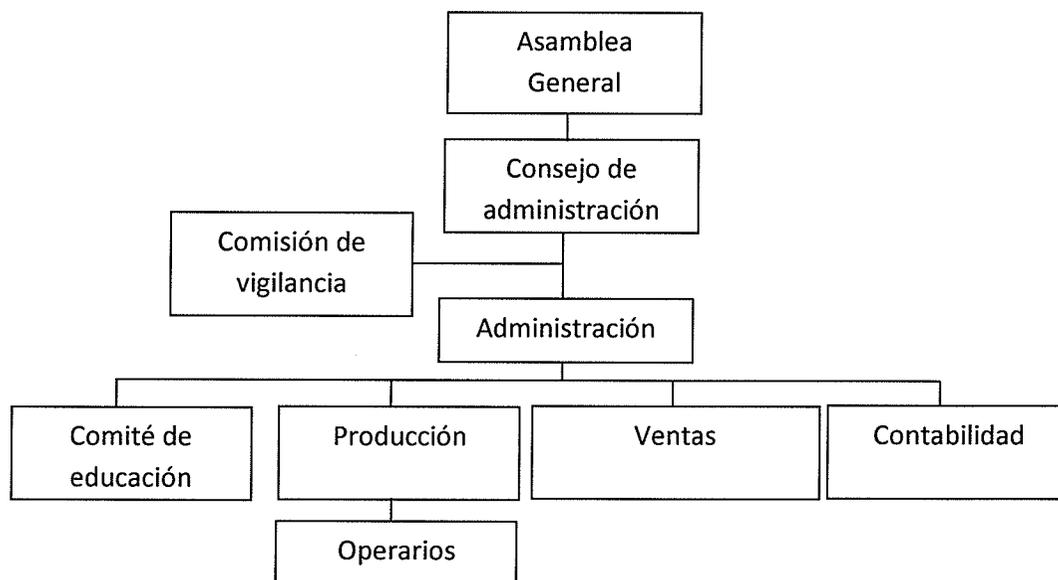 Asamblea
General
Consejo de
administración
Comisión de
vigilancia
Administración
Comité de
educación
Producción
Ventas
Contabilidad
Operarios